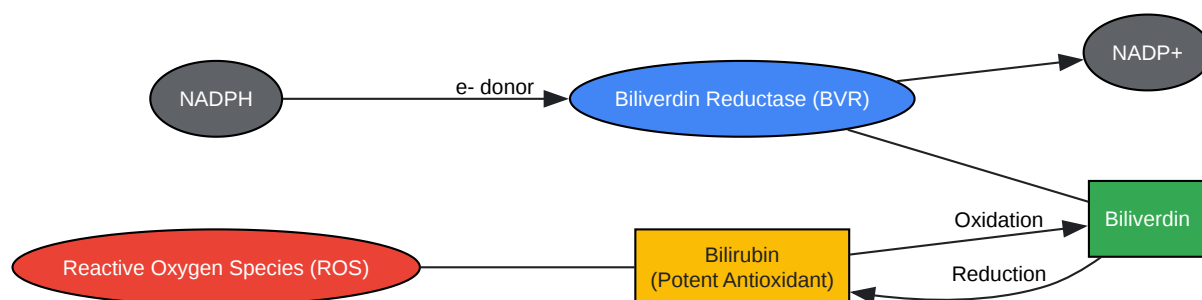 NADP+
NADPH
e- donor
Biliverdin Reductase (BVR)
Oxidation
Biliverdin
Reactive Oxygen Species (ROS)
Bilirubin
(Potent Antioxidant)
Reduction